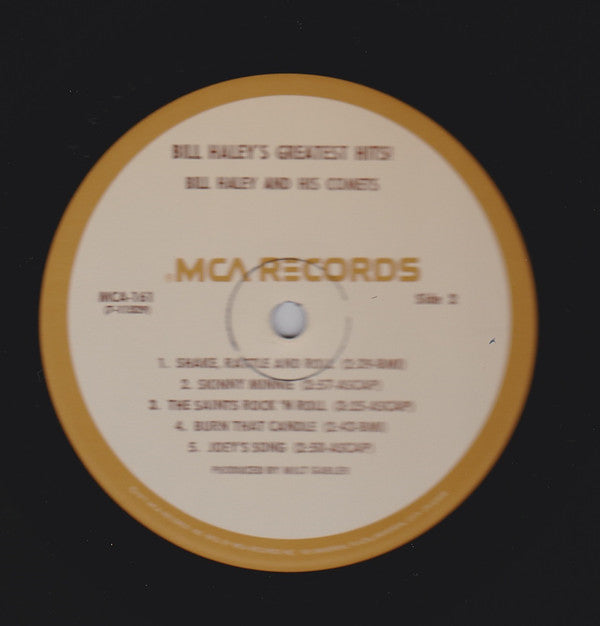 BILL HALEY'S GREATEST HITS!
BILL HALEY AND HIS COMETS
MCA RECORDS
MCA-161
Side 2
1. SHAKE, RATTLE AND ROLL (2:29-BMI)
2. SKINNY MINNIE (2:57-ASCAP)
3. THE SAINTS ROCK 'N ROLL (3:25-ASCAP)
4. BURN THAT CANDLE (2:43-BMI)
5. JOEY'S SONG (2:50-ASCAP)
PRODUCED BY MILT GABLER